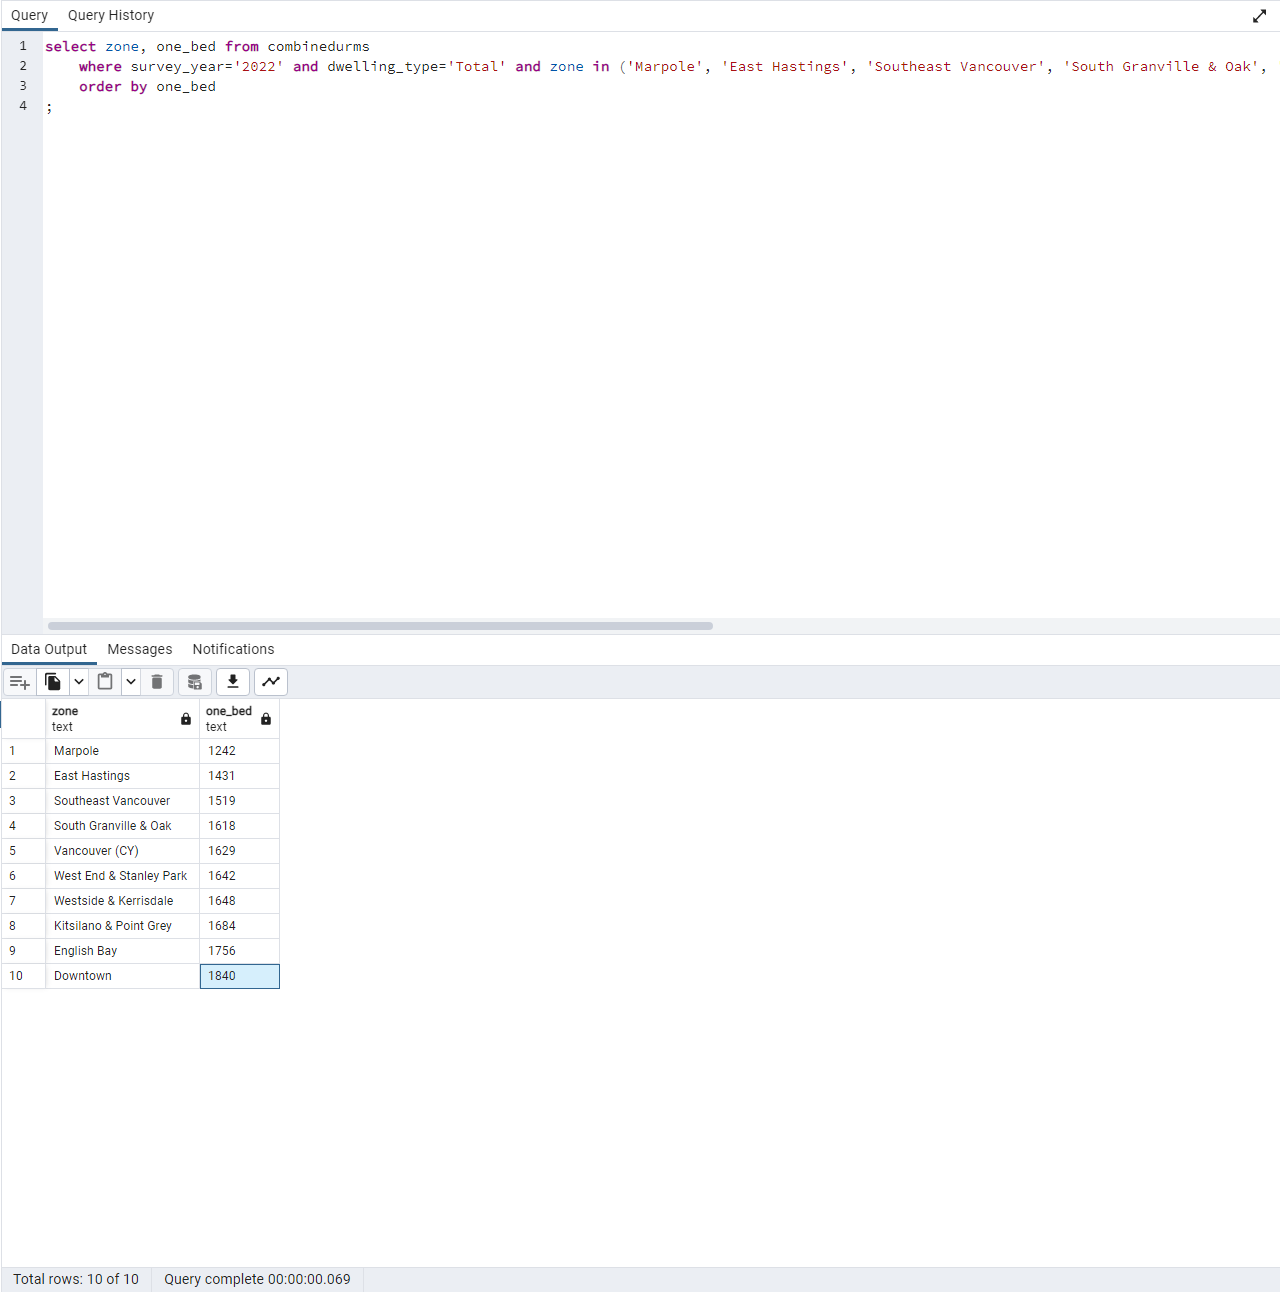 Query Query History
1 select zone, one_bed from combinedurms
2 where survey_year='2022' and dwelling_type='Total' and zone in ('Marpole', 'East Hastings', 'Southeast Vancouver', 'South Granville & Oak',
3 order by one_bed
4 ;
Data Output Messages Notifications
zone one_bed
text text
1 Marpole 1242
2 East Hastings 1431
3 Southeast Vancouver 1519
4 South Granville & Oak 1618
5 Vancouver (CY) 1629
6 West End & Stanley Park 1642
7 Westside & Kerrisdale 1648
8 Kitsilano & Point Grey 1684
9 English Bay 1756
10 Downtown 1840
Total rows: 10 of 10 Query complete 00:00:00.069